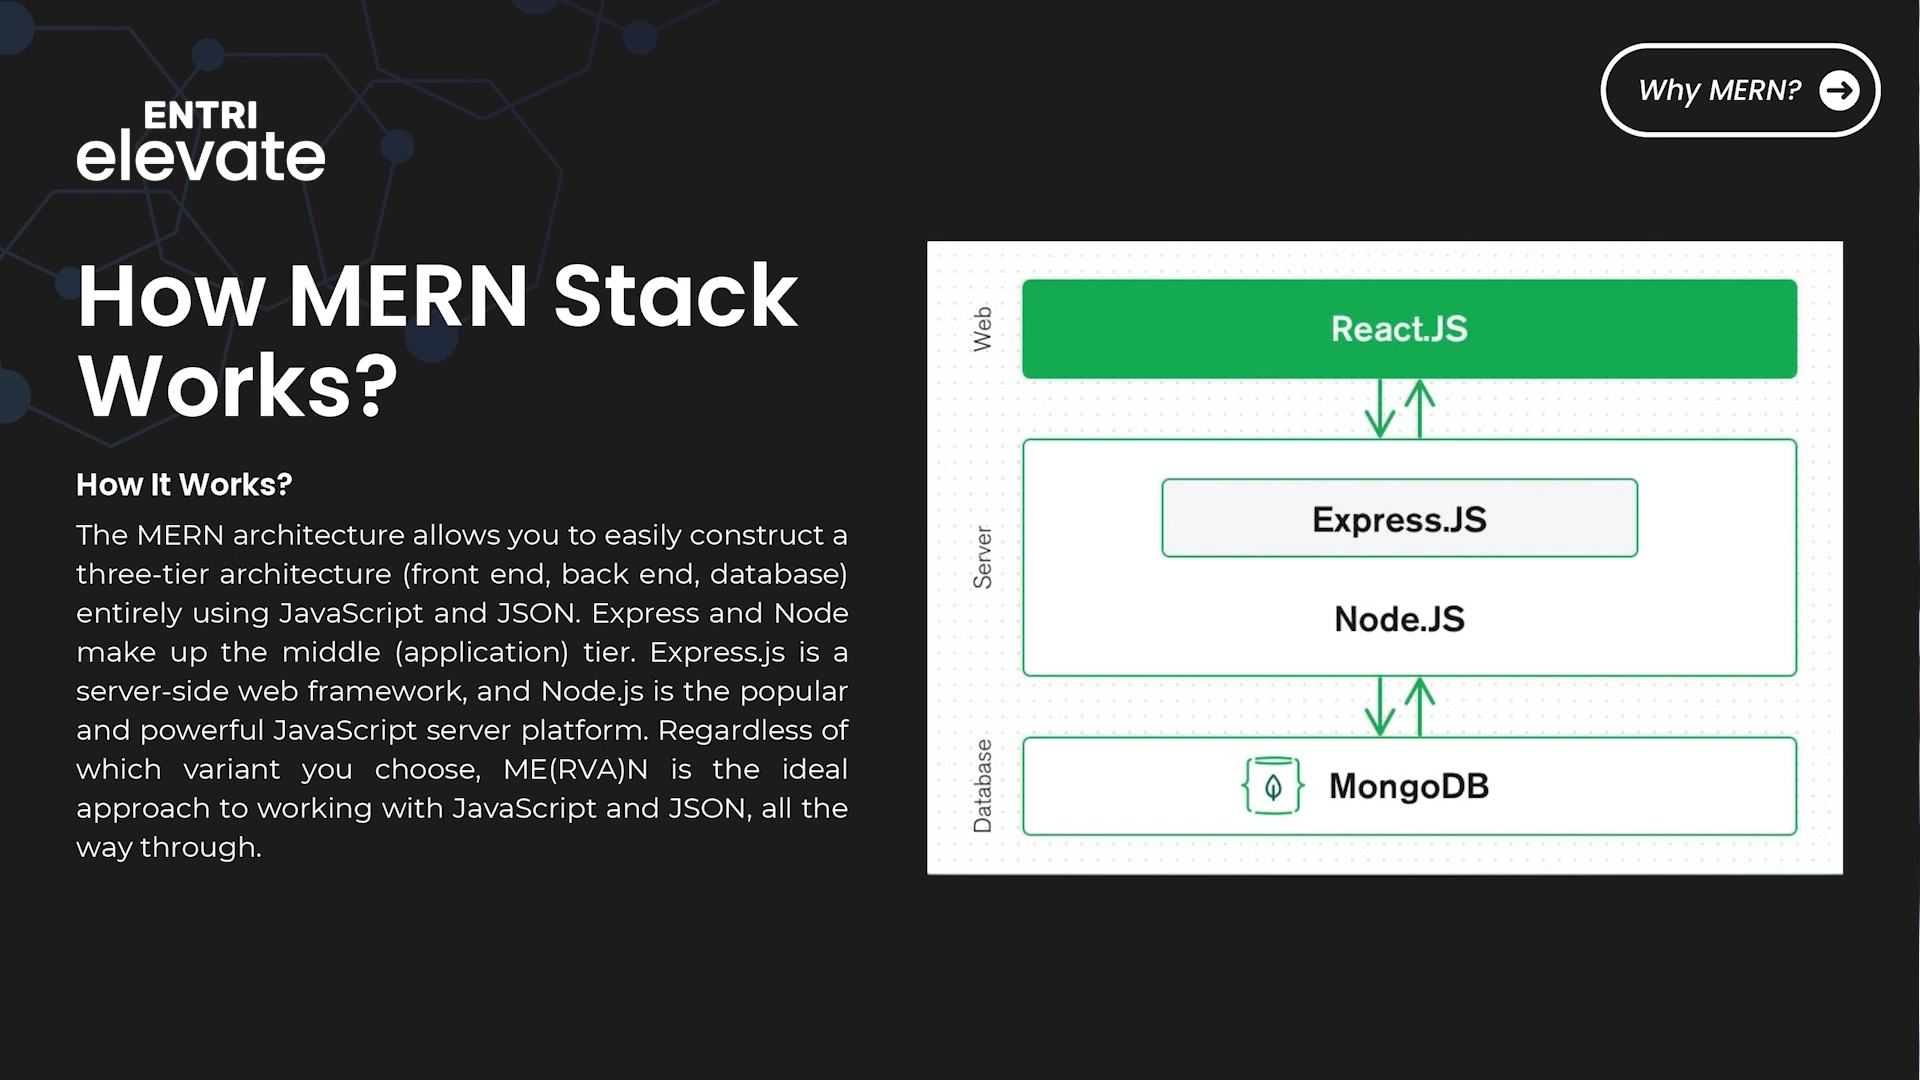 ENTRI
elevate
Why MERN?
How MERN Stack
Works?
How It Works?
The MERN architecture allows you to easily construct a
three-tier architecture (front end, back end, database)
entirely using JavaScript and JSON. Express and Node
make up the middle (application) tier. Express.js is a
server-side web framework, and Node.js is the popular
and powerful JavaScript server platform. Regardless of
which variant you choose, ME(RVA)N is the ideal
approach to working with JavaScript and JSON, all the
way through.
Web
React.JS
Server
Express.JS
Node.JS
Database
MongoDB